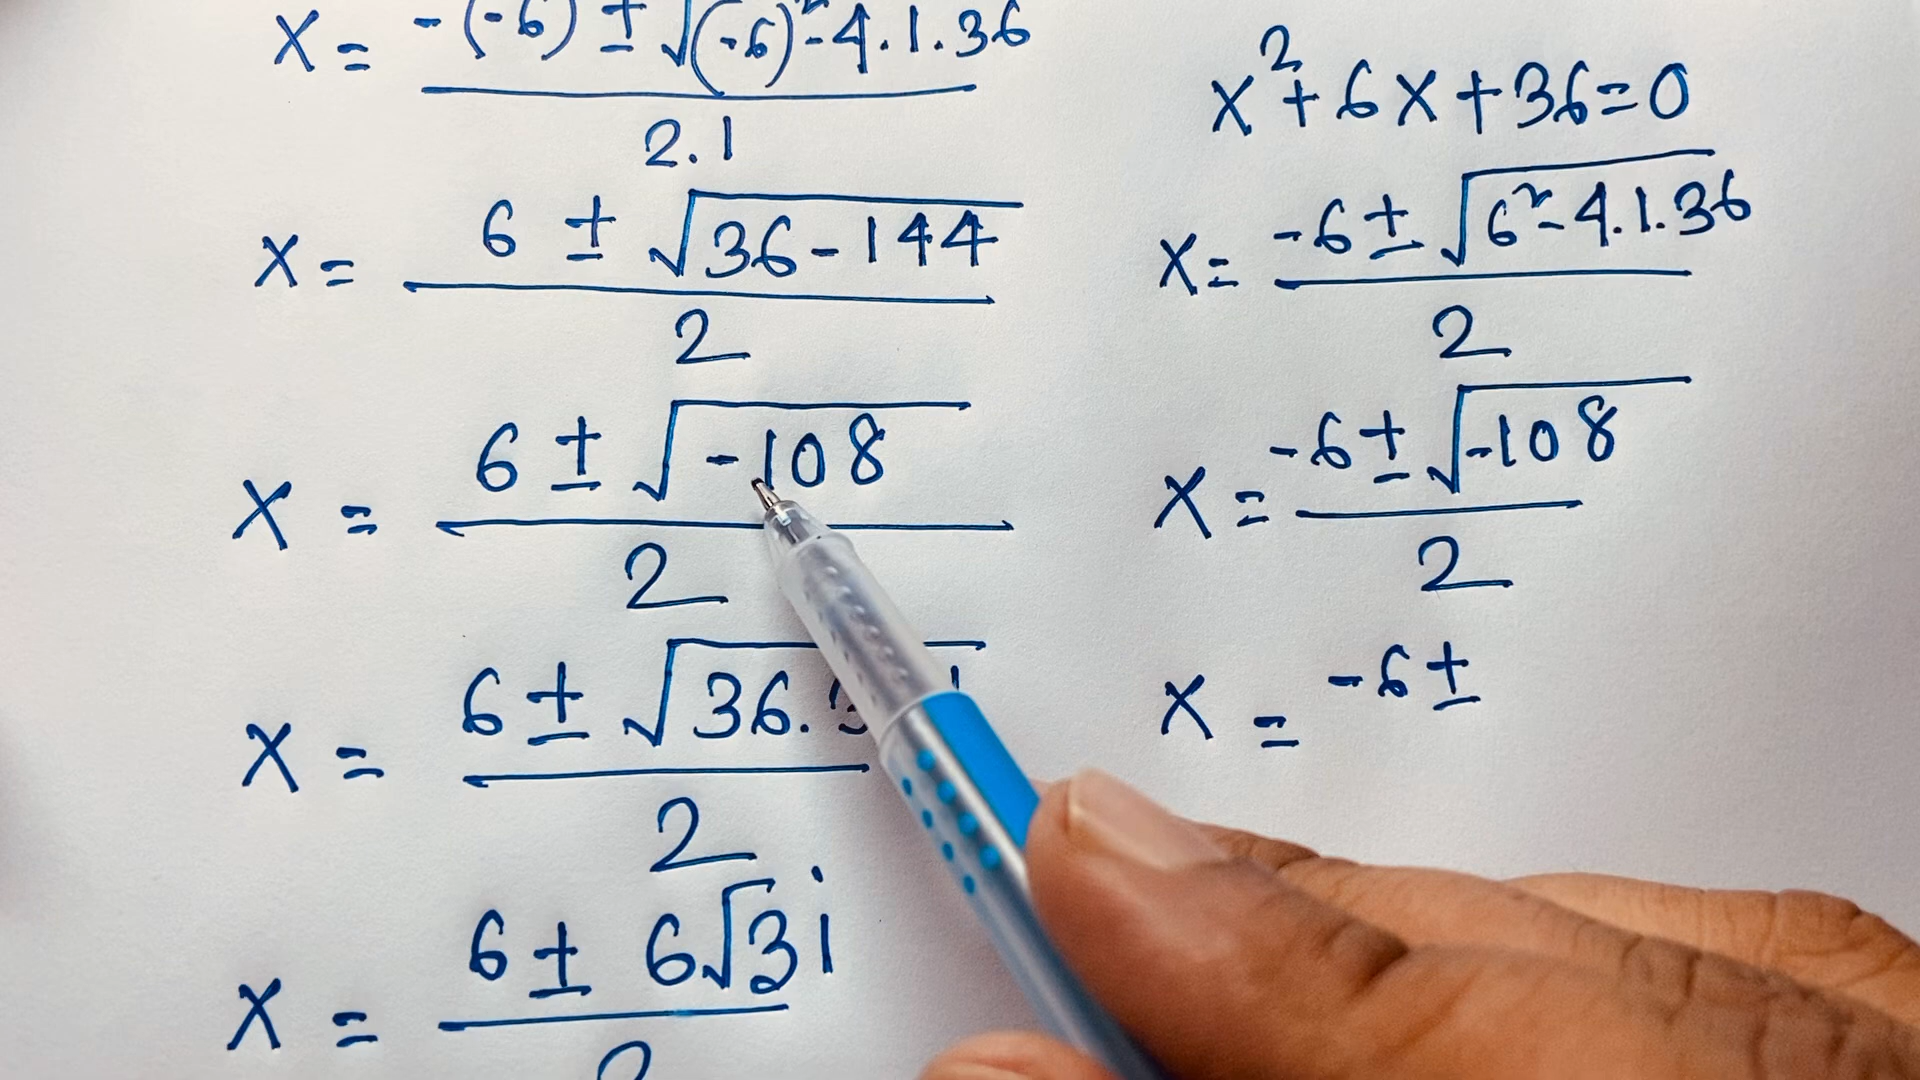 x = -(-6) ± √(-6)² - 4.1.36
2.1
x = 6 ± √36 - 144
2
x = 6 ± √-108
2
x = 6 ± √36.
2
x = 6 ± 6√3 i
x² + 6x + 36 = 0
x = -6 ± √6² - 4.1.36
2
x = -6 ± √-108
2
x = -6 ±